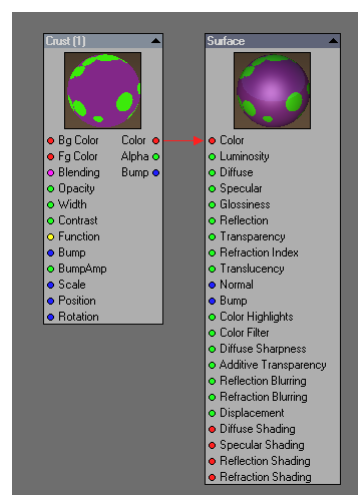 Crust (1)
Bg Color Color
Fg Color Alpha
Blending Bump
Opacity
Width
Contrast
Function
Bump
BumpAmp
Scale
Position
Rotation
Surface
Color
Luminosity
Diffuse
Specular
Glossiness
Reflection
Transparency
Refraction Index
Translucency
Normal
Bump
Color Highlights
Color Filter
Diffuse Sharpness
Additive Transparency
Reflection Blurring
Refraction Blurring
Displacement
Diffuse Shading
Specular Shading
Reflection Shading
Refraction Shading